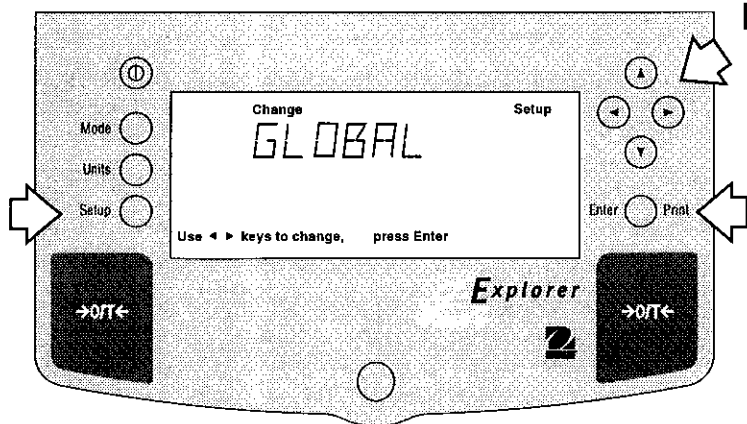 Change Setup
GLOBAL
Mode
Units
Setup
Enter Print
Use ◄ ► keys to change, press Enter
Explorer
→0/T← →0/T←